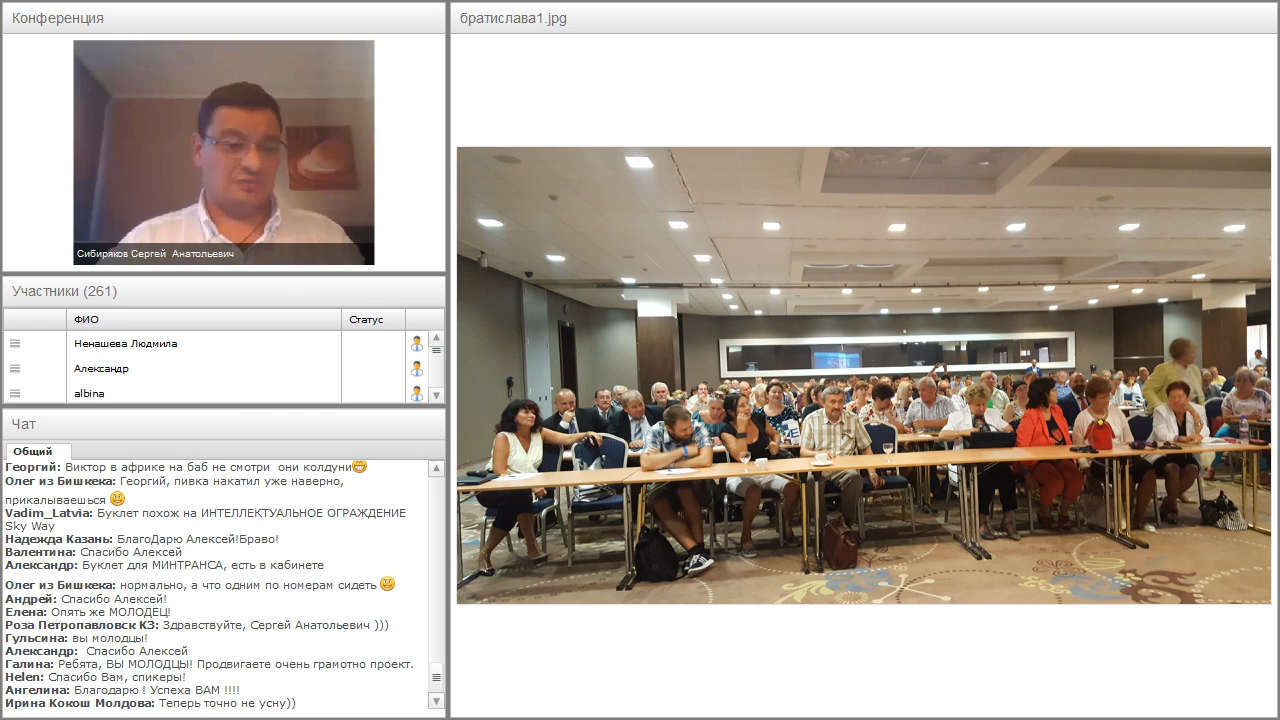 Конференция
Сибиряков Сергей Анатольевич
Участники (261)
ФИО
Статус
Ненашева Людмила
Александр
albina
Чат
Общий
Георгий: Виктор в африке на баб не смотри они колдуни
Олег из Бишкека: Георгий, пивка накатил уже наверно,
прикалываешься
Vadim_Latvia: Буклет похож на ИНТЕЛЛЕКТУАЛЬНОЕ ОГРАЖДЕНИЕ
Sky Way
Надежда Казань: БлагоДарю Алексей!Браво!
Валентина: Спасибо Алексей
Александр: Буклет для МИНТРАНСА, есть в кабинете
Олег из Бишкека: нормально, а что одним по номерам сидеть
Андрей: Спасибо Алексей!
Елена: Опять же МОЛОДЕЦ!
Роза Петропавловск КЗ: Здравствуйте, Сергей Анатольевич )))
Гульсина: вы молодцы!
Александр: Спасибо Алексей
Галина: Ребята, ВЫ МОЛОДЦЫ! Продвигаете очень грамотно проект.
Helen: Спасибо Вам, спикеры!
Ангелина: Благодарю ! Успеха ВАМ !!!!
Ирина Кокош Молдова: Теперь точно не усну))
братислава1.jpg